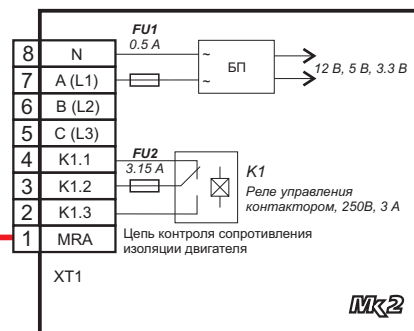 FU1
0.5 A
8 N
7 A (L1)
6 B (L2)
5 C (L3)
4 K1.1
3 K1.2
2 K1.3
1 MRA
~
~
БП
12 В, 5 В, 3.3 В
FU2
3.15 A
K1
Реле управления
контактором, 250В, 3 А
Цепь контроля сопротивления
изоляции двигателя
XT1
Mk2